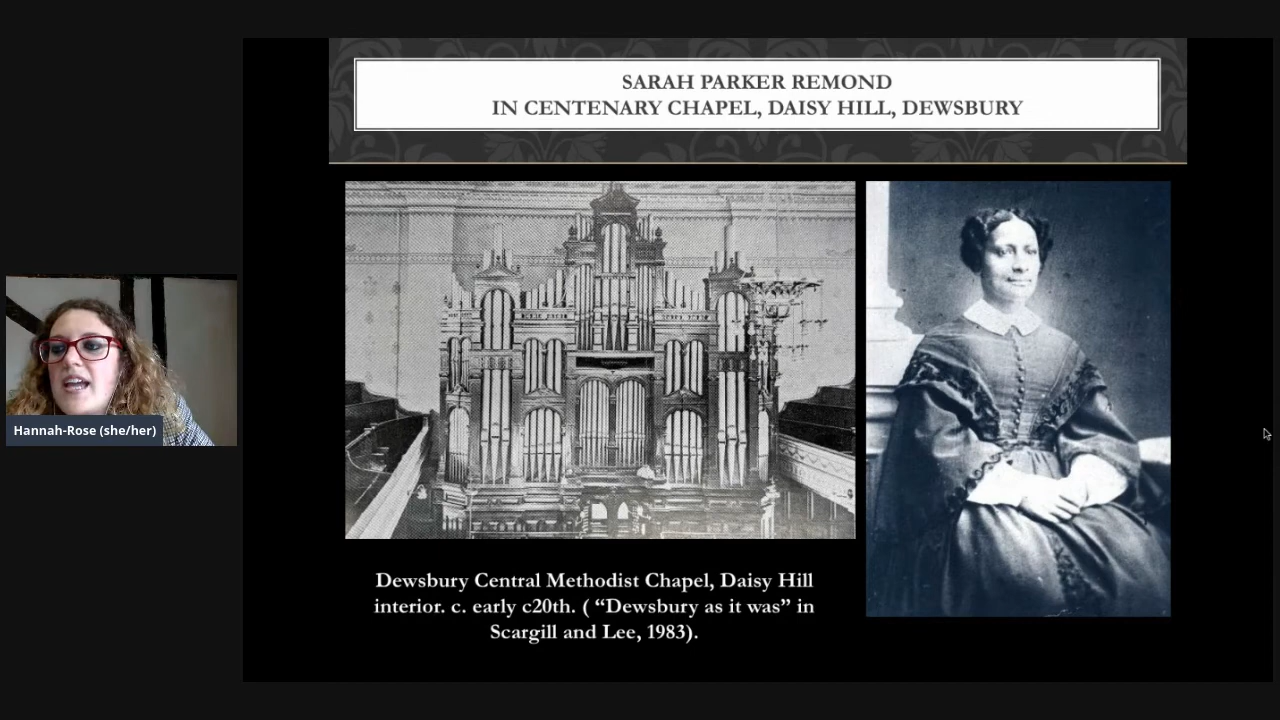 SARAH PARKER REMOND
IN CENTENARY CHAPEL, DAISY HILL, DEWSBURY
Hannah-Rose (she/her)
Dewsbury Central Methodist Chapel, Daisy Hill
interior. c. early c20th. ( “Dewsbury as it was” in
Scargill and Lee, 1983).